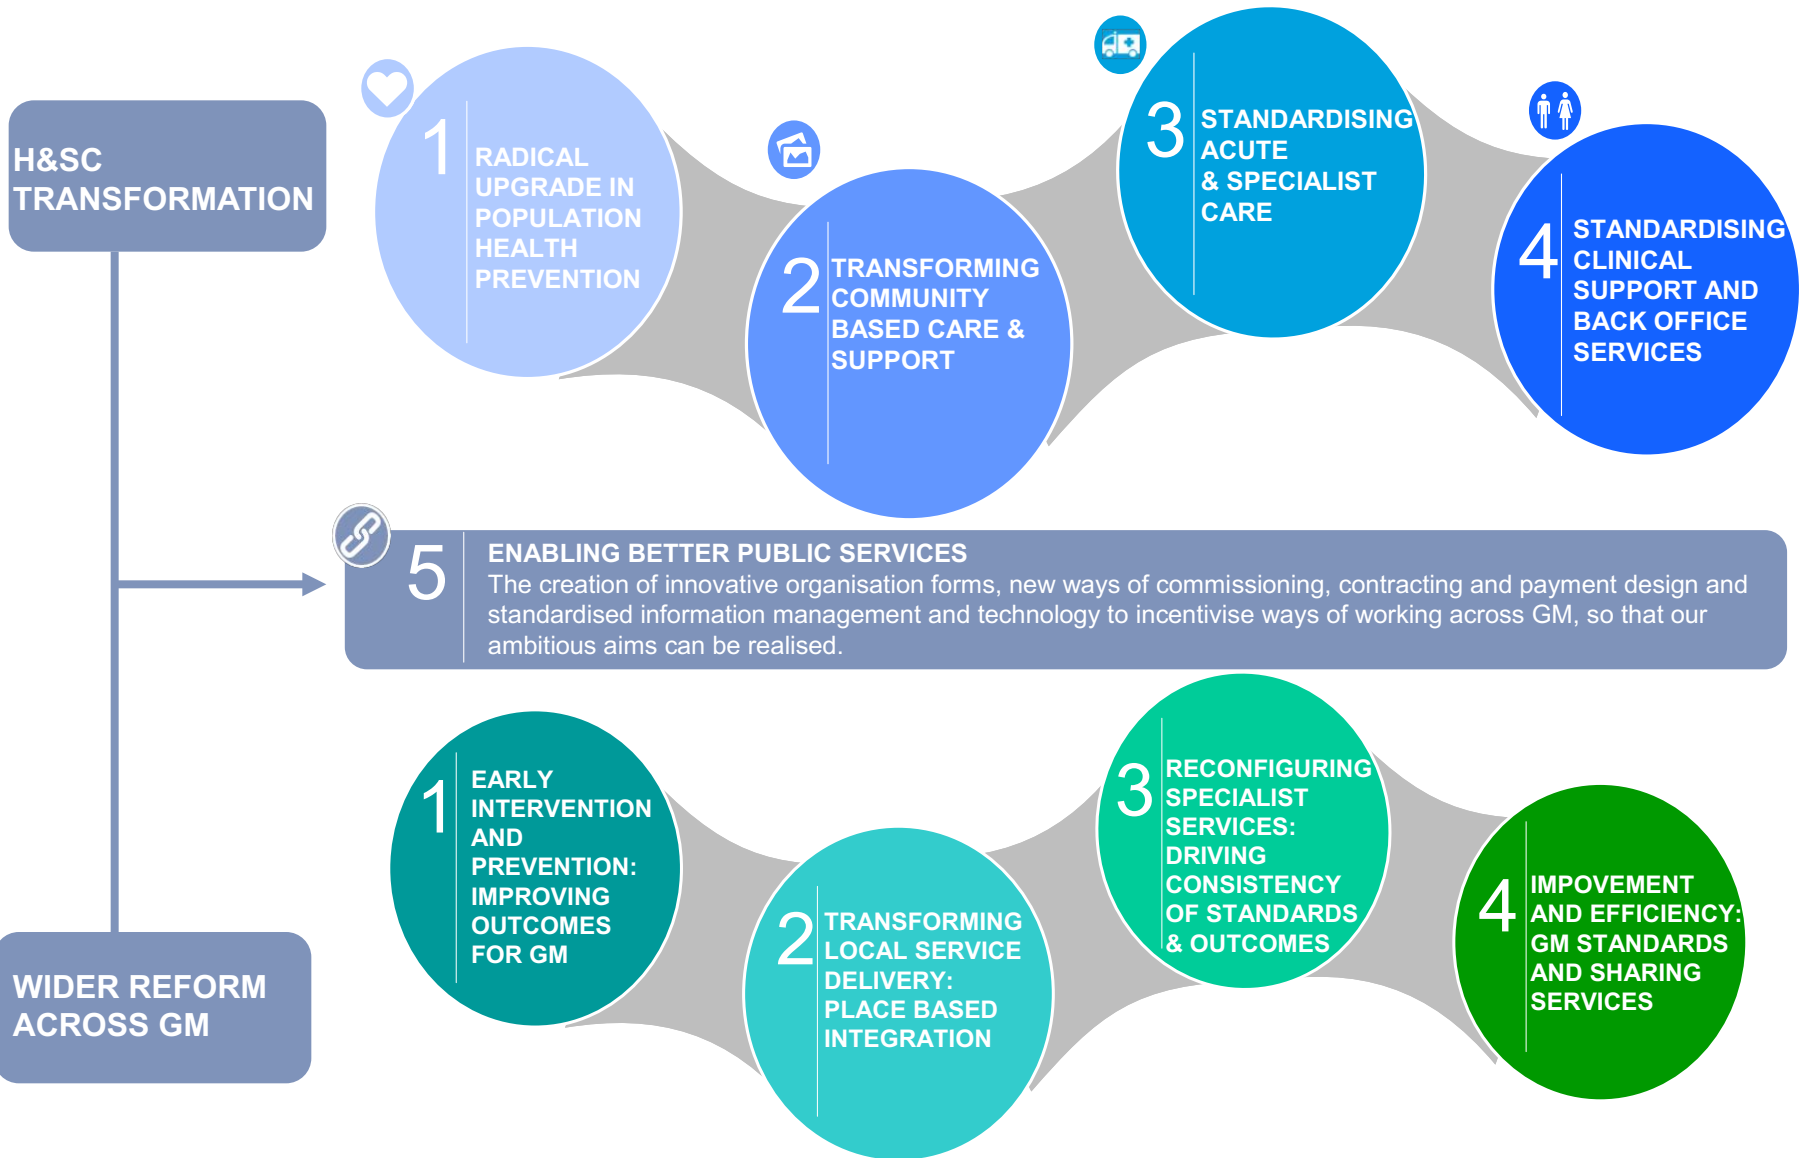 H&SC
TRANSFORMATION
1
RADICAL
UPGRADE IN
POPULATION
HEALTH
PREVENTION
2
TRANSFORMING
COMMUNITY
BASED CARE &
SUPPORT
3
STANDARDISING
ACUTE
& SPECIALIST
CARE
4
STANDARDISING
CLINICAL
SUPPORT AND
BACK OFFICE
SERVICES
5
ENABLING BETTER PUBLIC SERVICES
The creation of innovative organisation forms, new ways of commissioning, contracting and payment design and
standardised information management and technology to incentivise ways of working across GM, so that our
ambitious aims can be realised.
WIDER REFORM
ACROSS GM
1
EARLY
INTERVENTION
AND
PREVENTION:
IMPROVING
OUTCOMES
FOR GM
2
TRANSFORMING
LOCAL SERVICE
DELIVERY:
PLACE BASED
INTEGRATION
3
RECONFIGURING
SPECIALIST
SERVICES:
DRIVING
CONSISTENCY
OF STANDARDS
& OUTCOMES
4
IMPOVEMENT
AND EFFICIENCY:
GM STANDARDS
AND SHARING
SERVICES